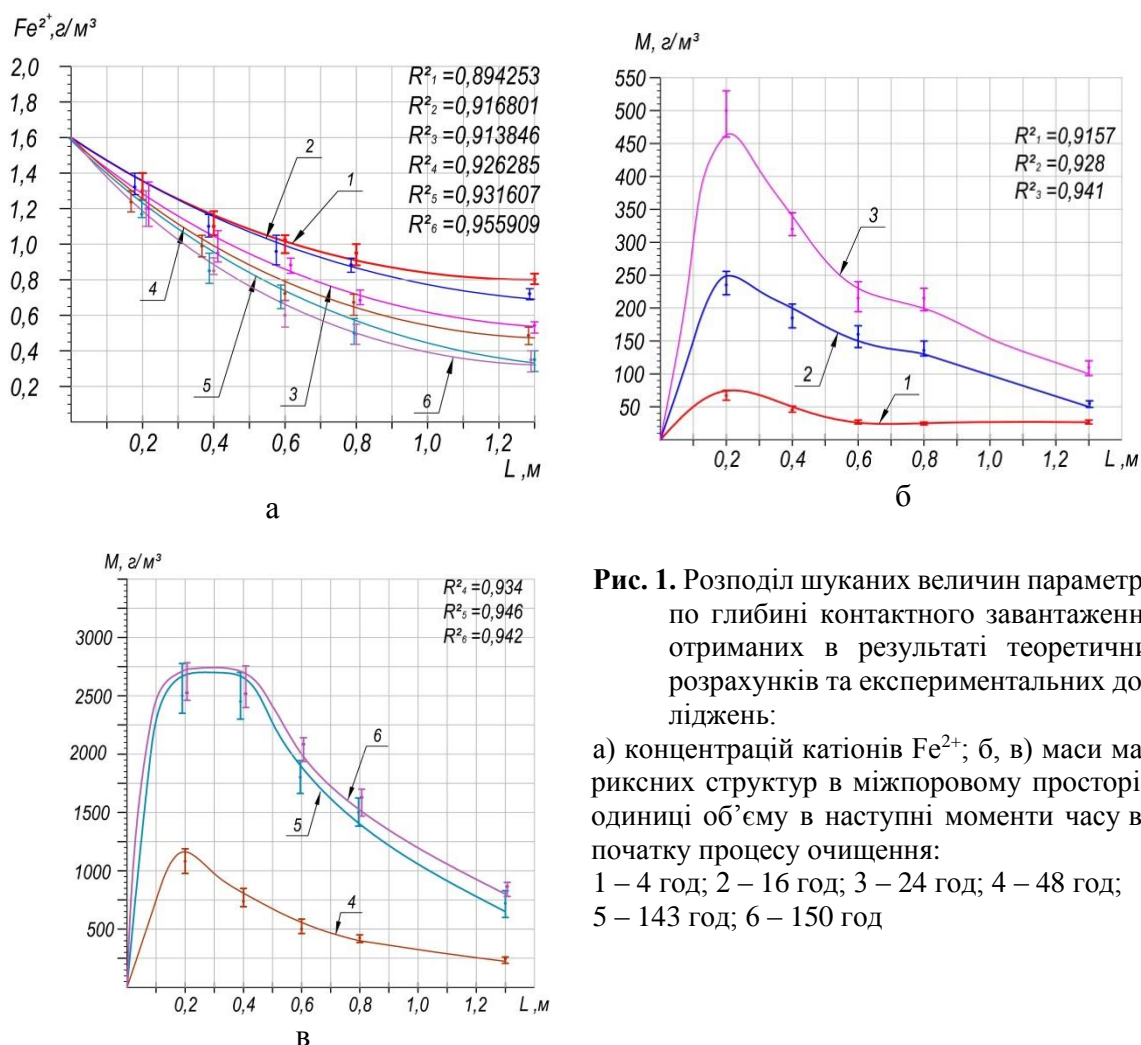 Fe²⁺,г/м³
2,0
1,8
1,6
1,4
1,2
1,0
0,8
0,6
0,4
0,2
R²₁ =0,894253
R²₂ =0,916801
R²₃ =0,913846
R²₄ =0,926285
R²₅ =0,931607
R²₆ =0,955909
2
1
4
5
3
6
0,2 0,4 0,6 0,8 1,0 1,2
L ,м
а
M, г/м³
550
500
450
400
350
300
250
200
150
100
50
R²₁ =0,9157
R²₂ =0,928
R²₃ =0,941
3
2
1
0,2 0,4 0,6 0,8 1,0 1,2 L ,м
б
M, г/м³
3000
2500
2000
1500
1000
500
R²₄ =0,934
R²₅ =0,946
R²₆ =0,942
6
5
4
0,2 0,4 0,6 0,8 1,0 1,2 L ,м
в
Рис. 1. Розподіл шуканих величин параметр
по глибині контактного завантаженн
отриманих в результаті теоретични
розрахунків та експериментальних до
ліджень:
а) концентрацій катіонів Fe²⁺; б, в) маси ма
риксних структур в міжпоровому просторі
одиниці об’єму в наступні моменти часу в
початку процесу очищення:
1 – 4 год; 2 – 16 год; 3 – 24 год; 4 – 48 год;
5 – 143 год; 6 – 150 год